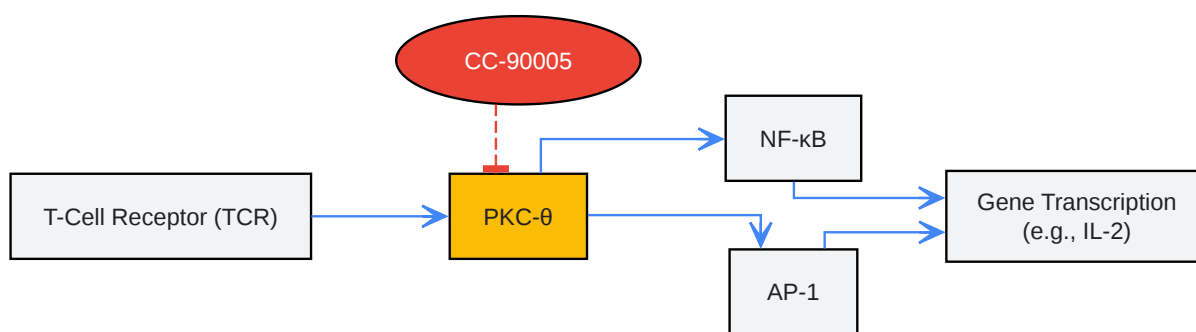 CC-90005
NF-κB
T-Cell Receptor (TCR)
PKC-θ
Gene Transcription
(e.g., IL-2)
AP-1